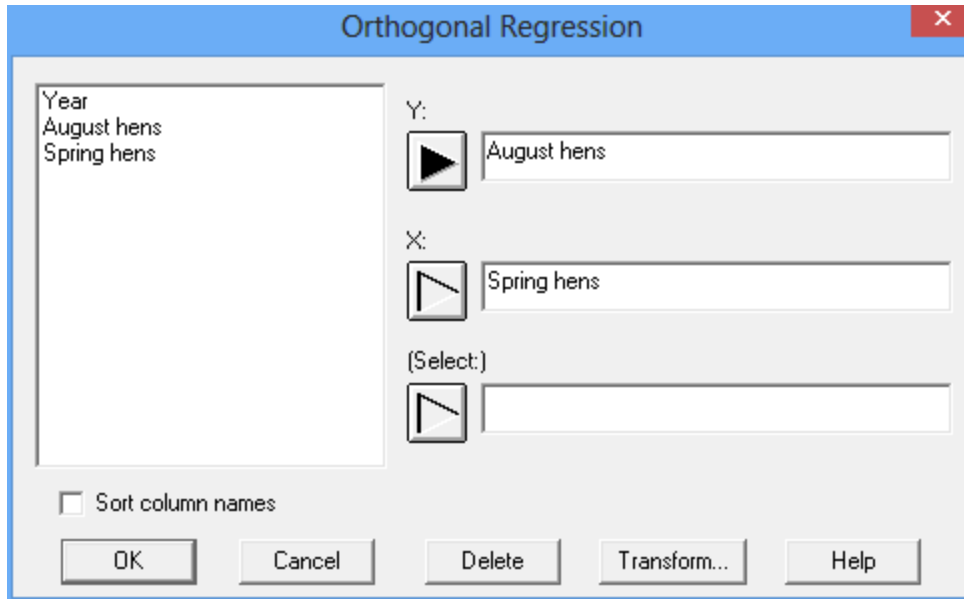 Orthogonal Regression
Year
August hens
Spring hens
Y:
August hens
X:
Spring hens
(Select:)
Sort column names
OK
Cancel
Delete
Transform...
Help